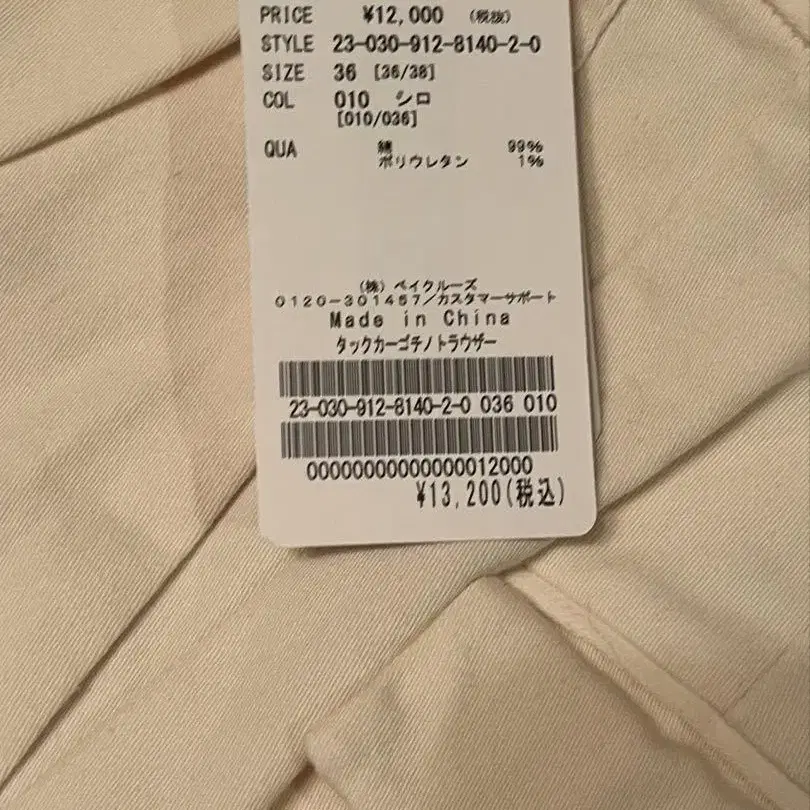 PRICE ¥12,000 (税抜)
STYLE 23-030-912-8140-2-0
SIZE 36 [36/38]
COL 010 シロ
[010/036]
QUA 綿 99%
ポリウレタン 1%
(株) ベイクルーズ
0120-301457/カスタマーサポート
Made in China
タックカーゴチノトラウザー
23-030-912-8140-2-0 036 010
00000000000000012000
¥13,200(税込)